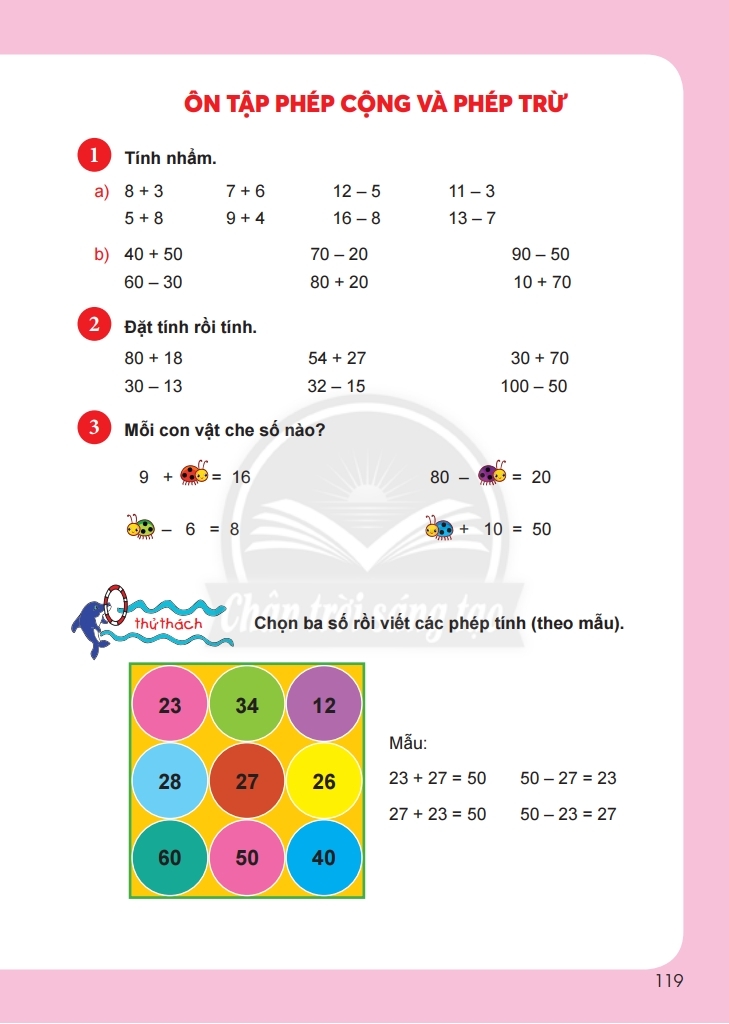 ÔN TẬP PHÉP CỘNG VÀ PHÉP TRỪ
1 Tính nhẩm.
a) 8 + 3 7 + 6 12 – 5 11 – 3
5 + 8 9 + 4 16 – 8 13 – 7
b) 40 + 50 70 – 20 90 – 50
60 – 30 80 + 20 10 + 70
2 Đặt tính rồi tính.
80 + 18 54 + 27 30 + 70
30 – 13 32 – 15 100 – 50
3 Mỗi con vật che số nào?
9 + = 16 80 – = 20
– 6 = 8 + 10 = 50
Chân trời sáng tạo
thử thách Chọn ba số rồi viết các phép tính (theo mẫu).
23 34 12
Mẫu:
28 27 26
23 + 27 = 50 50 – 27 = 23
27 + 23 = 50 50 – 23 = 27
60 50 40
119